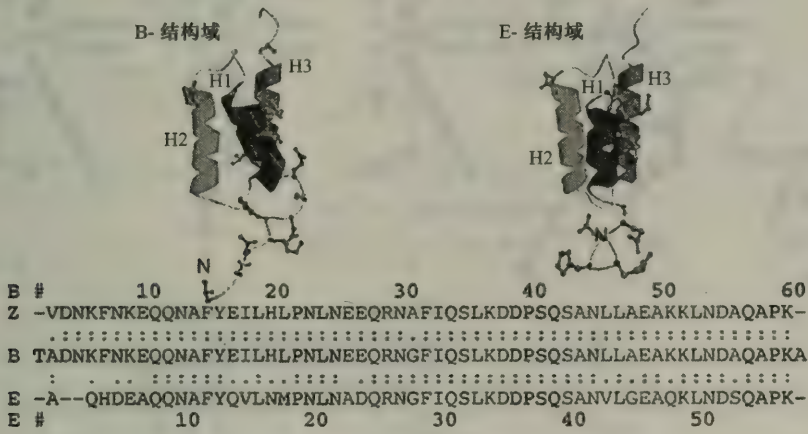 B- 结构域
E- 结构域
H1
H3
H2
H1
H3
H2
N
N
B # 10 20 30 40 50 60
Z -VDNKFNKEQQNAFYEILHLPNLNEEQRNAFIQSLKDDPSQSANLLAEAKKLNDAQAPK-
B TADNKFNKEQQNAFYEILHLPNLNEEQRNGFIQSLKDDPSQSANLLAEAKKLNDAQAPKA
E -A--QHDEAQQNAFYQVLNMPNLNADQRNGFIQSLKDDPSQSANVLGEAQKLNDSQAPK-
E # 10 20 30 40 50